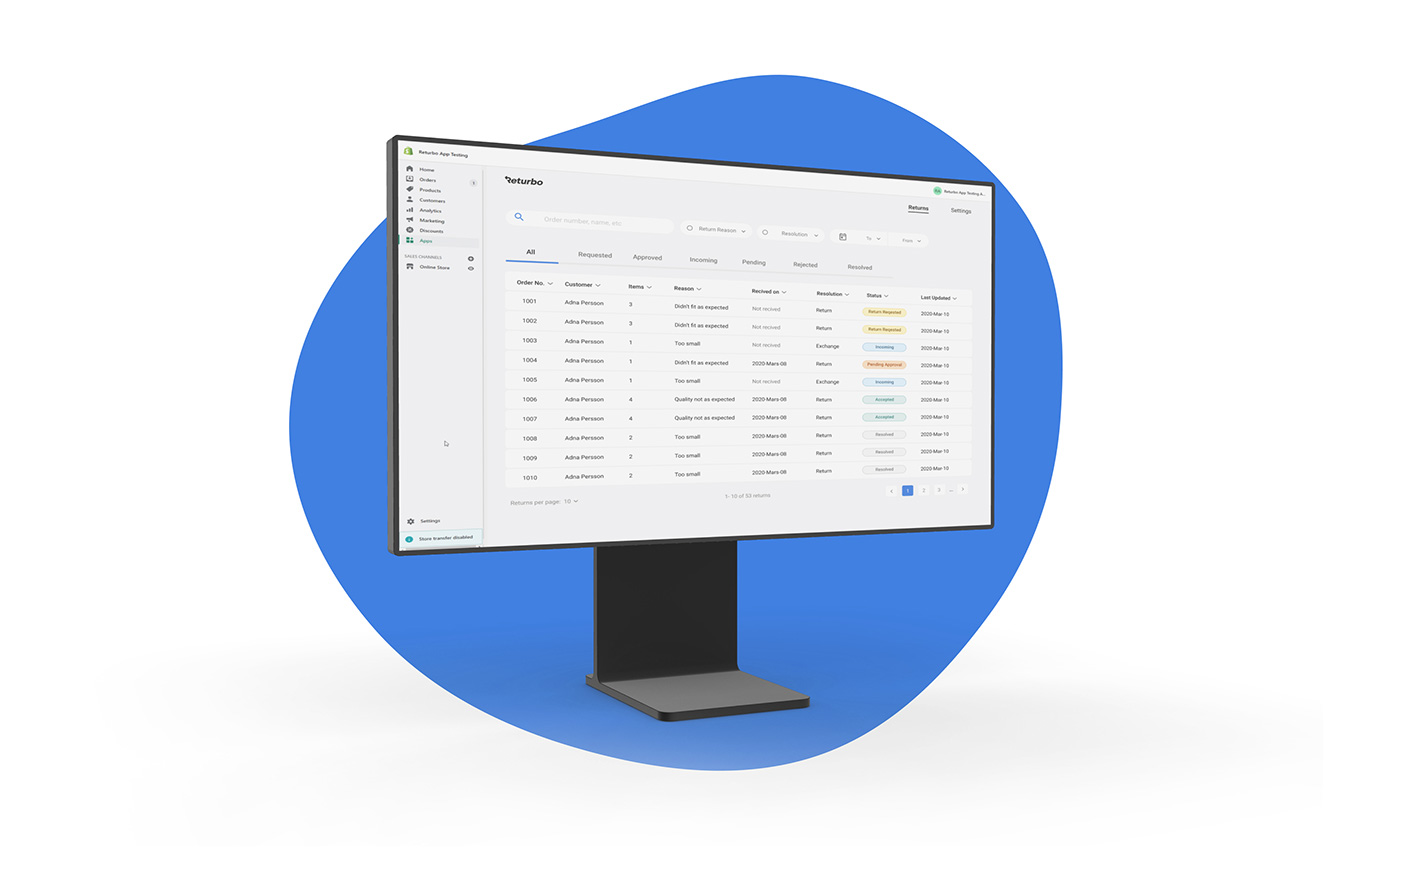 Returbo App Testing
Home
Orders 1
Products
Customers
Analytics
Marketing
Discounts
Apps
SALES CHANNELS
Online Store
Settings
Store transfer disabled
Returbo
Returbo App Testing A...
Returns Settings
Order number, name, etc
Return Reason Resolution To From
All Requested Approved Incoming Pending Rejected Resolved
Order No. Customer Items Reason Recived on Resolution Status Last Updated
1001 Adna Persson 3 Didn't fit as expected Not recived Return Return Reqested 2020-Mar-10
1002 Adna Persson 3 Didn't fit as expected Not recived Return Return Reqested 2020-Mar-10
1003 Adna Persson 1 Too small Not recived Exchange Incoming 2020-Mar-10
1004 Adna Persson 1 Didn't fit as expected 2020-Mars-08 Return Pending Approval 2020-Mar-10
1005 Adna Persson 1 Too small Not recived Exchange Incoming 2020-Mar-10
1006 Adna Persson 4 Quality not as expected 2020-Mars-08 Return Accepted 2020-Mar-10
1007 Adna Persson 4 Quality not as expected 2020-Mars-08 Return Accepted 2020-Mar-10
1008 Adna Persson 2 Too small 2020-Mars-08 Return Resolved 2020-Mar-10
1009 Adna Persson 2 Too small 2020-Mars-08 Return Resolved 2020-Mar-10
1010 Adna Persson 2 Too small 2020-Mars-08 Return Resolved 2020-Mar-10
Returns per page: 10 1-10 of 53 returns 1 2 3 ...